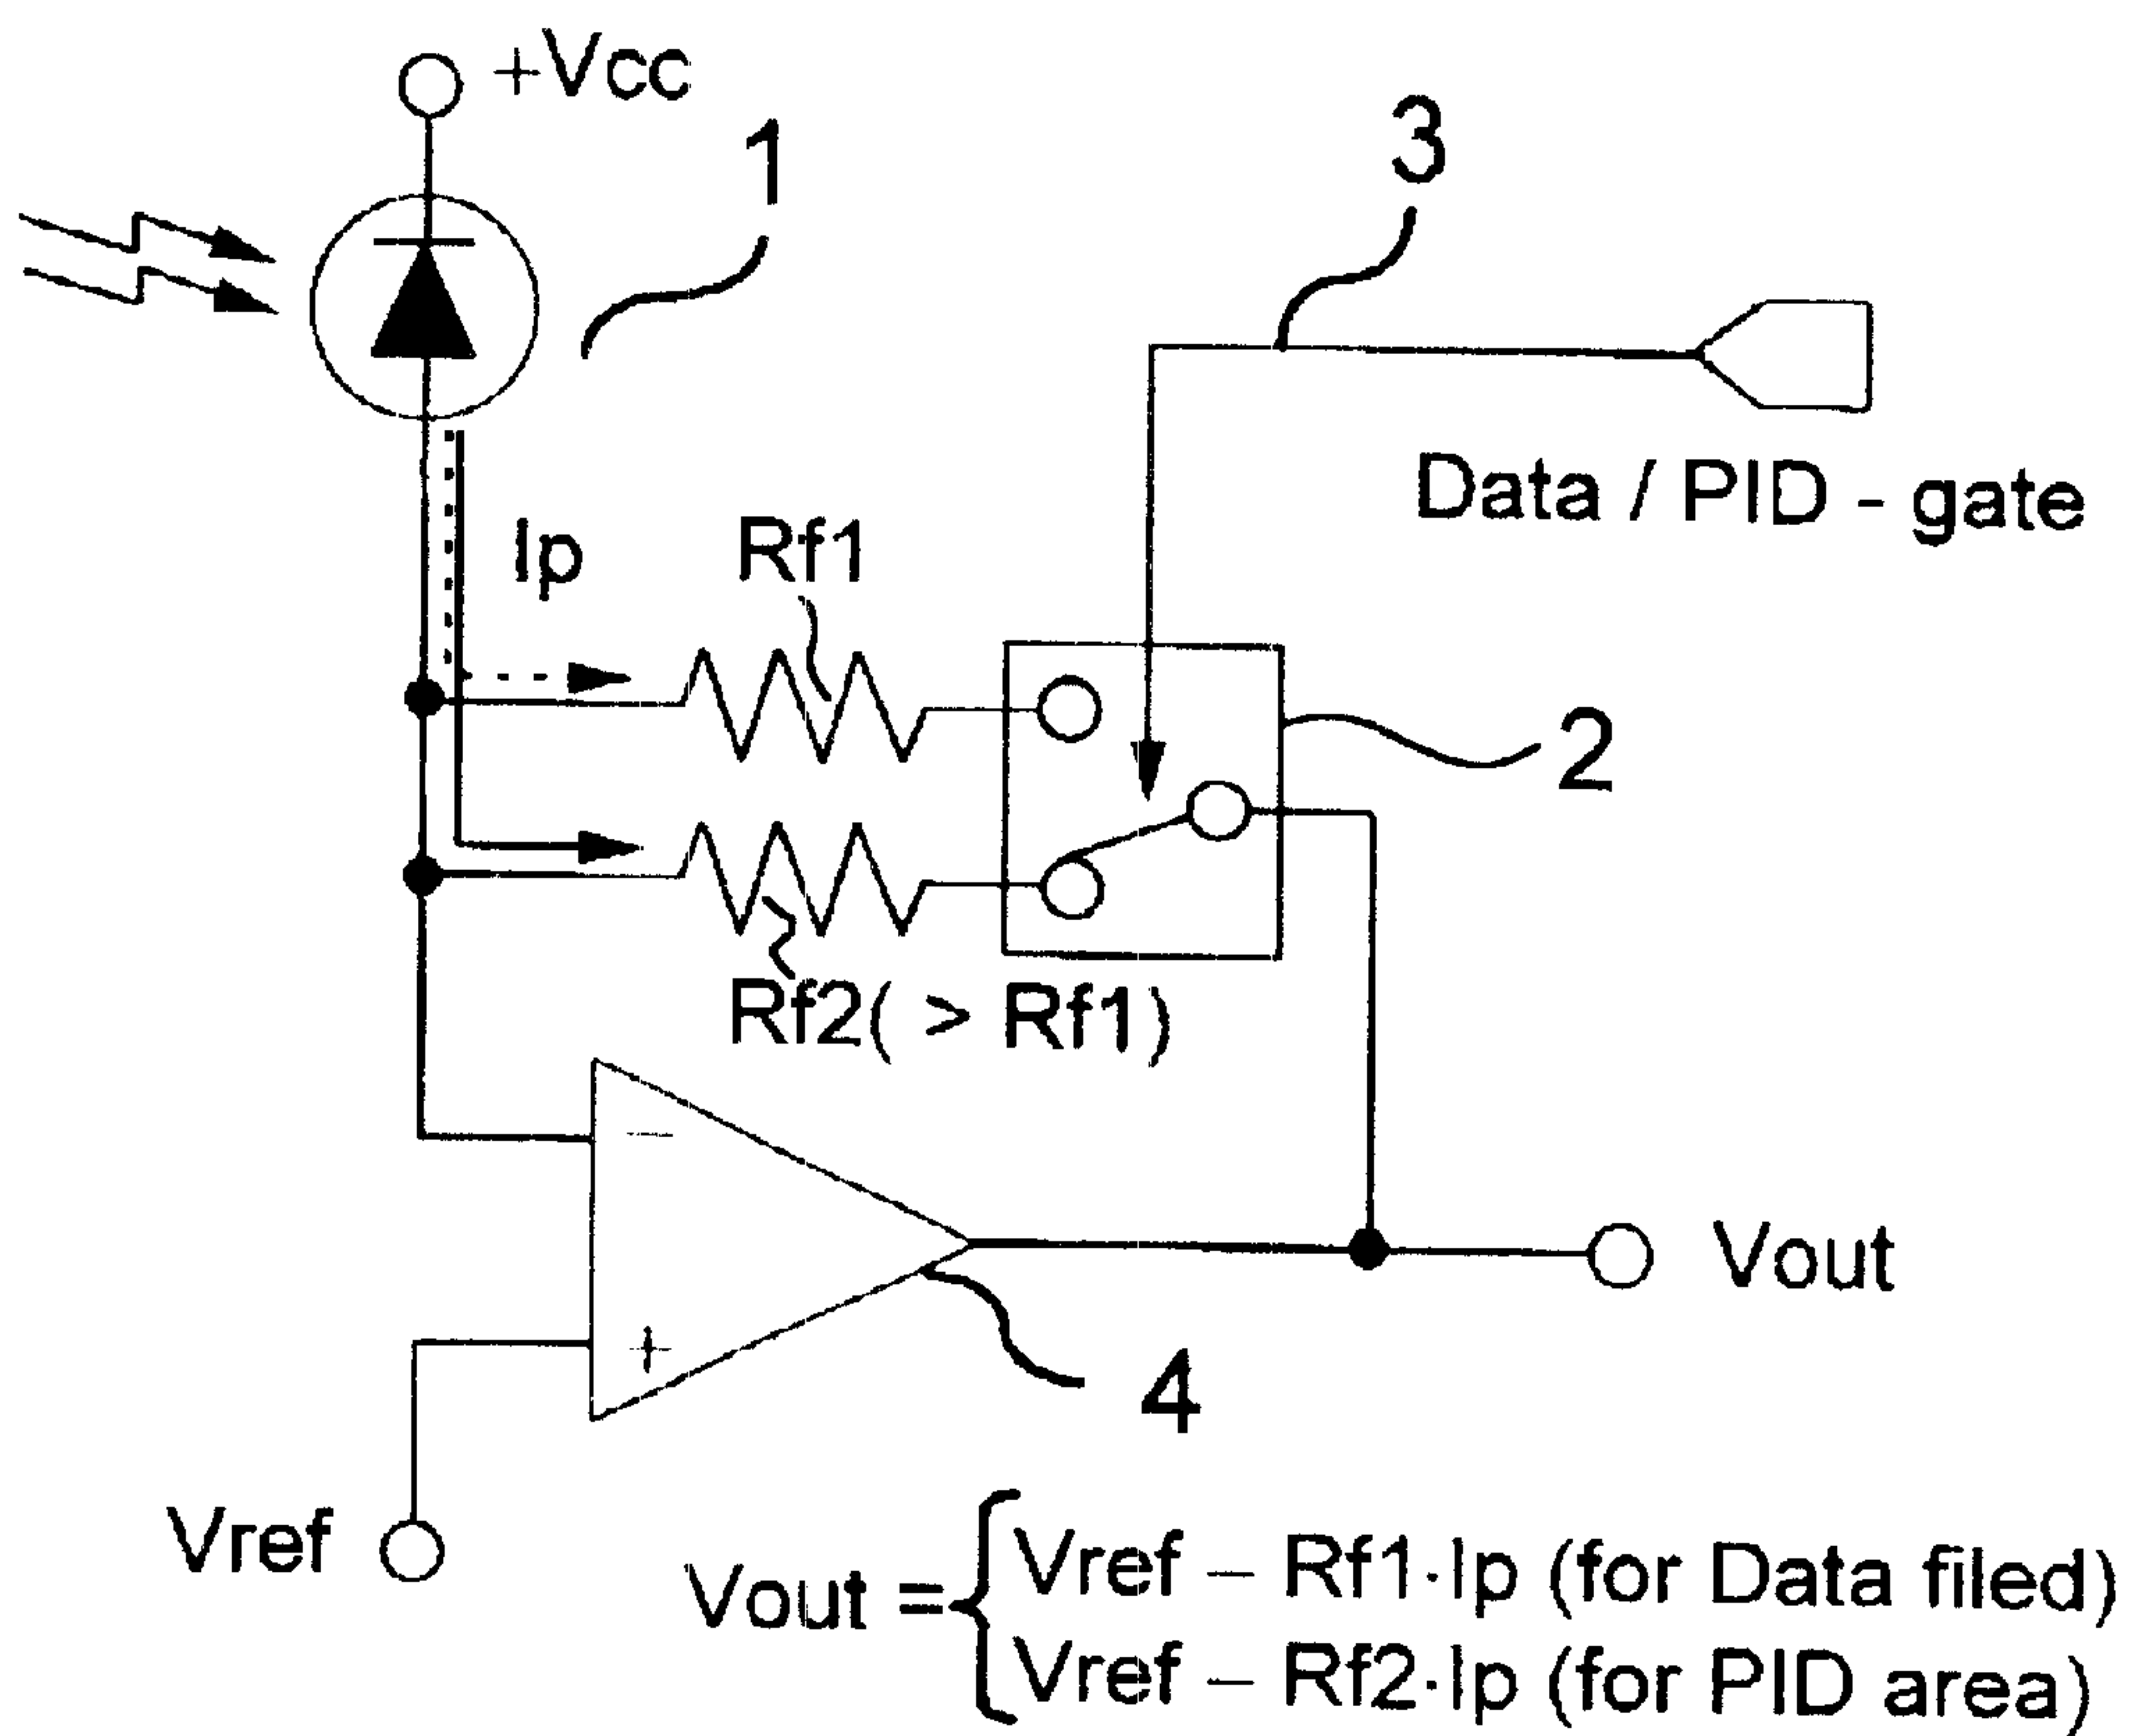 +Vcc
1
3
Data / PID - gate
Ip
Rf1
2
Rf2( > Rf1)
−
+
4
Vout
Vref
Vout = { Vref − Rf1·Ip (for Data filed)
Vref − Rf2·Ip (for PID area)